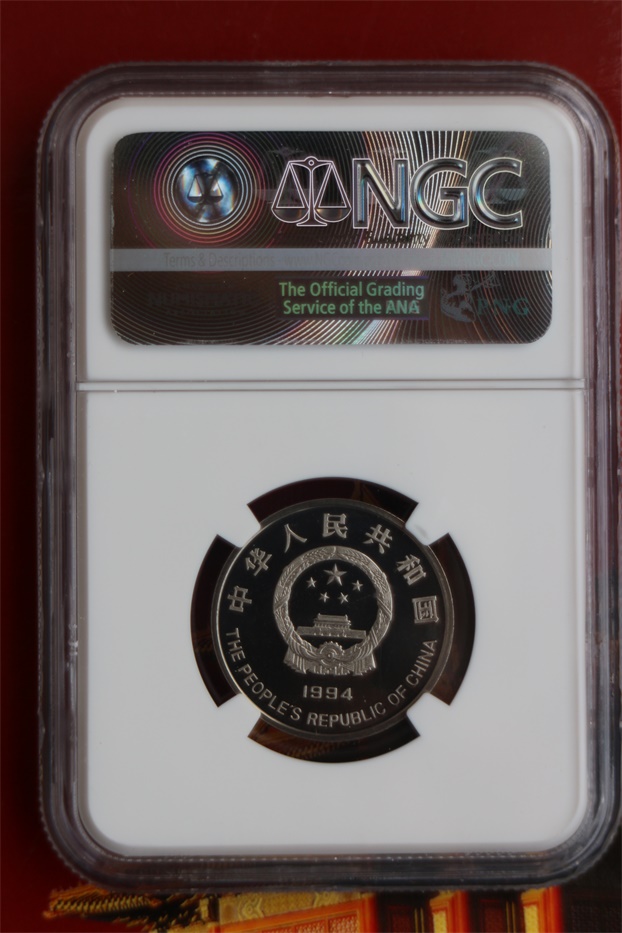 NGC
The Official Grading
Service of the ANA
PNG
中华人民共和国
1994
THE PEOPLE'S REPUBLIC OF CHINA